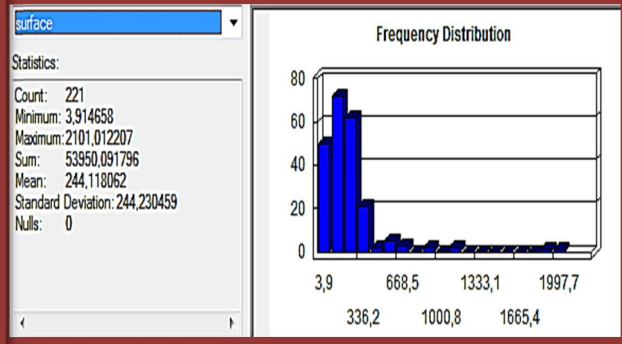 surface
Statistics:
Count: 221
Minimum: 3,914658
Maximum: 2101,012207
Sum: 53950,091796
Mean: 244,118062
Standard Deviation: 244,230459
Nulls: 0
Frequency Distribution
80
60
40
20
0
3,9 668,5 1333,1 1997,7
336,2 1000,8 1665,4